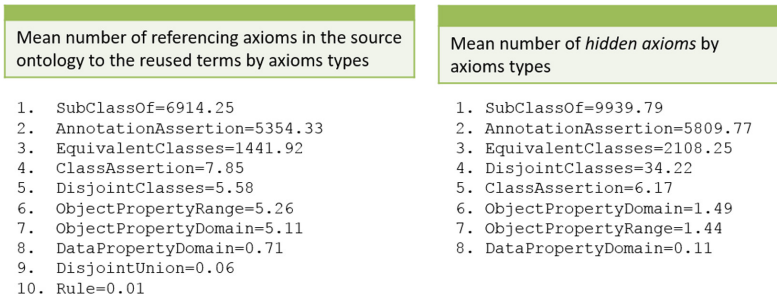 Mean number of referencing axioms in the source
ontology to the reused terms by axioms types
1. SubClassOf=6914.25
2. AnnotationAssertion=5354.33
3. EquivalentClasses=1441.92
4. ClassAssertion=7.85
5. DisjointClasses=5.58
6. ObjectPropertyRange=5.26
7. ObjectPropertyDomain=5.11
8. DataPropertyDomain=0.71
9. DisjointUnion=0.06
10. Rule=0.01
Mean number of hidden axioms by
axioms types
1. SubClassOf=9939.79
2. AnnotationAssertion=5809.77
3. EquivalentClasses=2108.25
4. DisjointClasses=34.22
5. ClassAssertion=6.17
6. ObjectPropertyDomain=1.49
7. ObjectPropertyRange=1.44
8. DataPropertyDomain=0.11